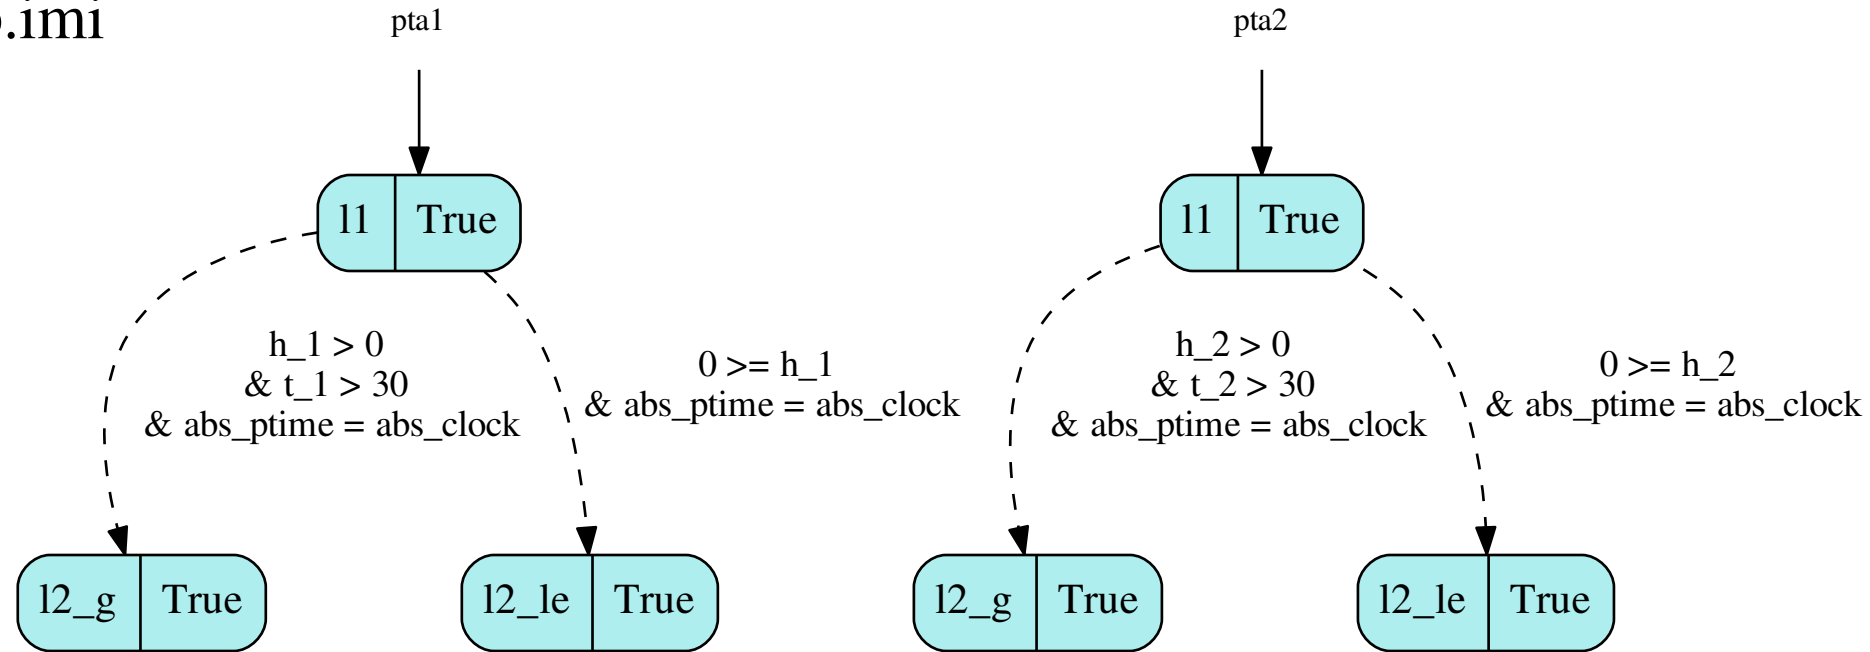 .imi
pta1
pta2
l1 True
l1 True
h_1 > 0
& t_1 > 30
& abs_ptime = abs_clock
0 >= h_1
& abs_ptime = abs_clock
h_2 > 0
& t_2 > 30
& abs_ptime = abs_clock
0 >= h_2
& abs_ptime = abs_clock
l2_g True
l2_le True
l2_g True
l2_le True